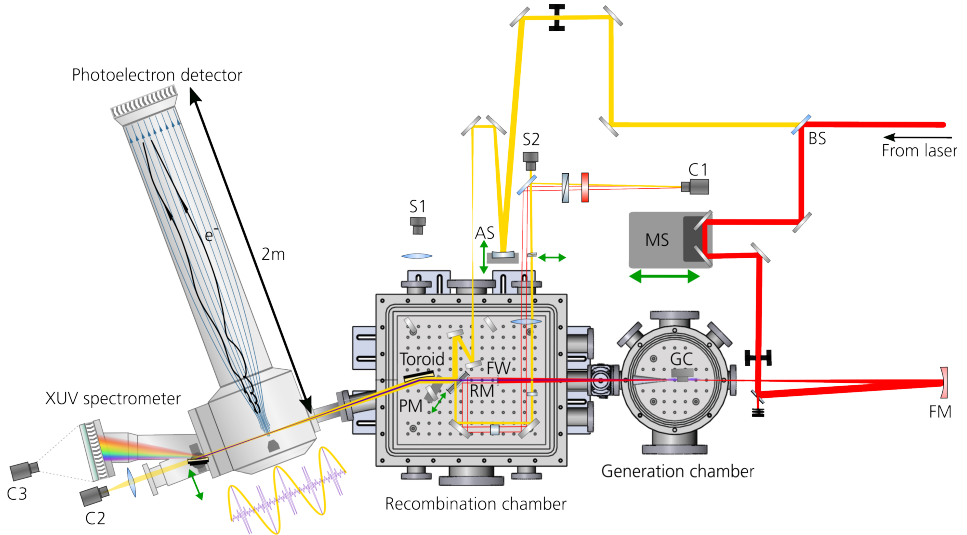 Photoelectron detector
BS
From laser
S2
C1
S1
AS
MS
e-
2m
GC
Toroid
FW
RM
PM
FM
XUV spectrometer
Generation chamber
C3
C2
Recombination chamber